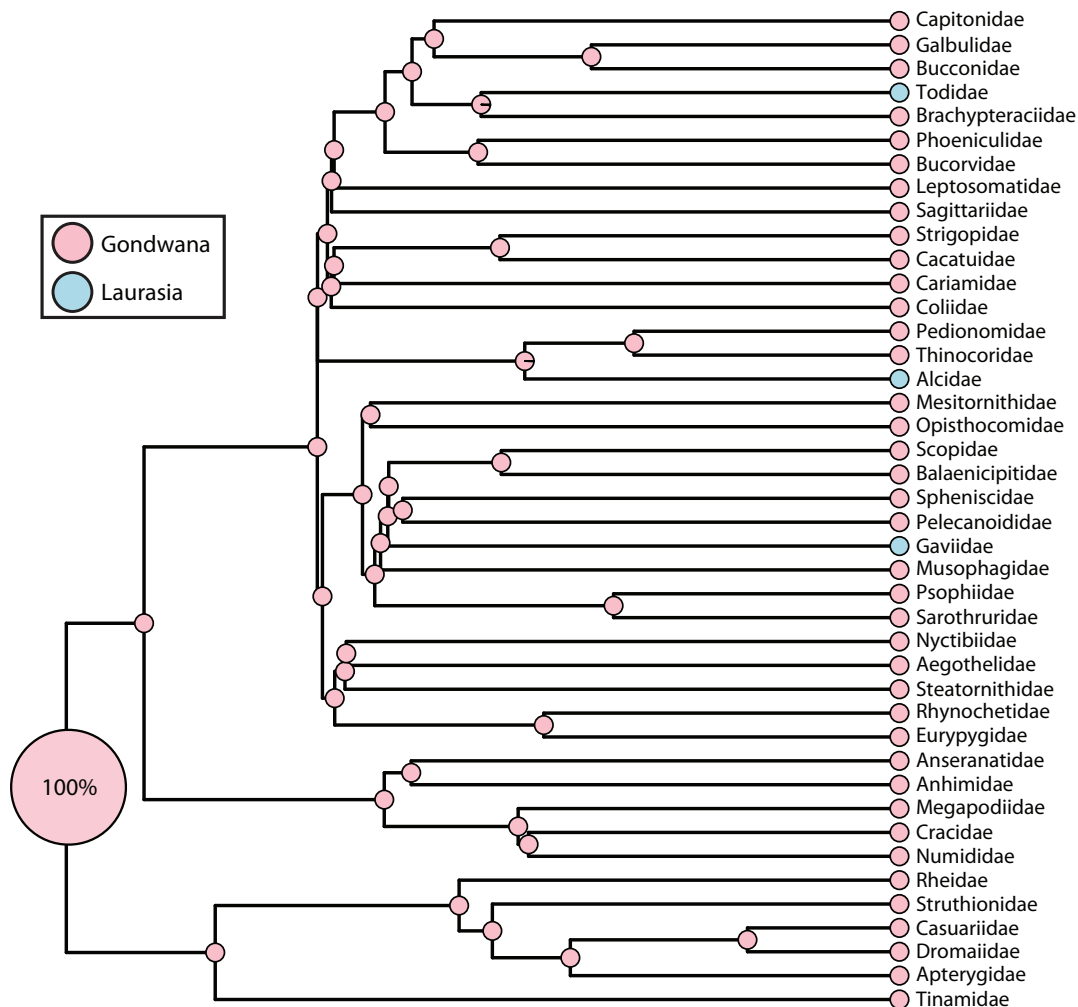 Capitonidae
Galbulidae
Bucconidae
Todidae
Brachypteraciidae
Phoeniculidae
Bucorvidae
Leptosomatidae
Sagittariidae
Strigopidae
Cacatuidae
Cariamidae
Coliidae
Pedionomidae
Thinocoridae
Alcidae
Mesitornithidae
Opisthocomidae
Scopidae
Balaenicipitidae
Spheniscidae
Pelecanoididae
Gaviidae
Musophagidae
Psophiidae
Sarothruridae
Nyctibiidae
Aegothelidae
Steatornithidae
Rhynochetidae
Eurypygidae
Anseranatidae
Anhimidae
Megapodiidae
Cracidae
Numididae
Rheidae
Struthionidae
Casuariidae
Dromaiidae
Apterygidae
Tinamidae
Gondwana
Laurasia
100%